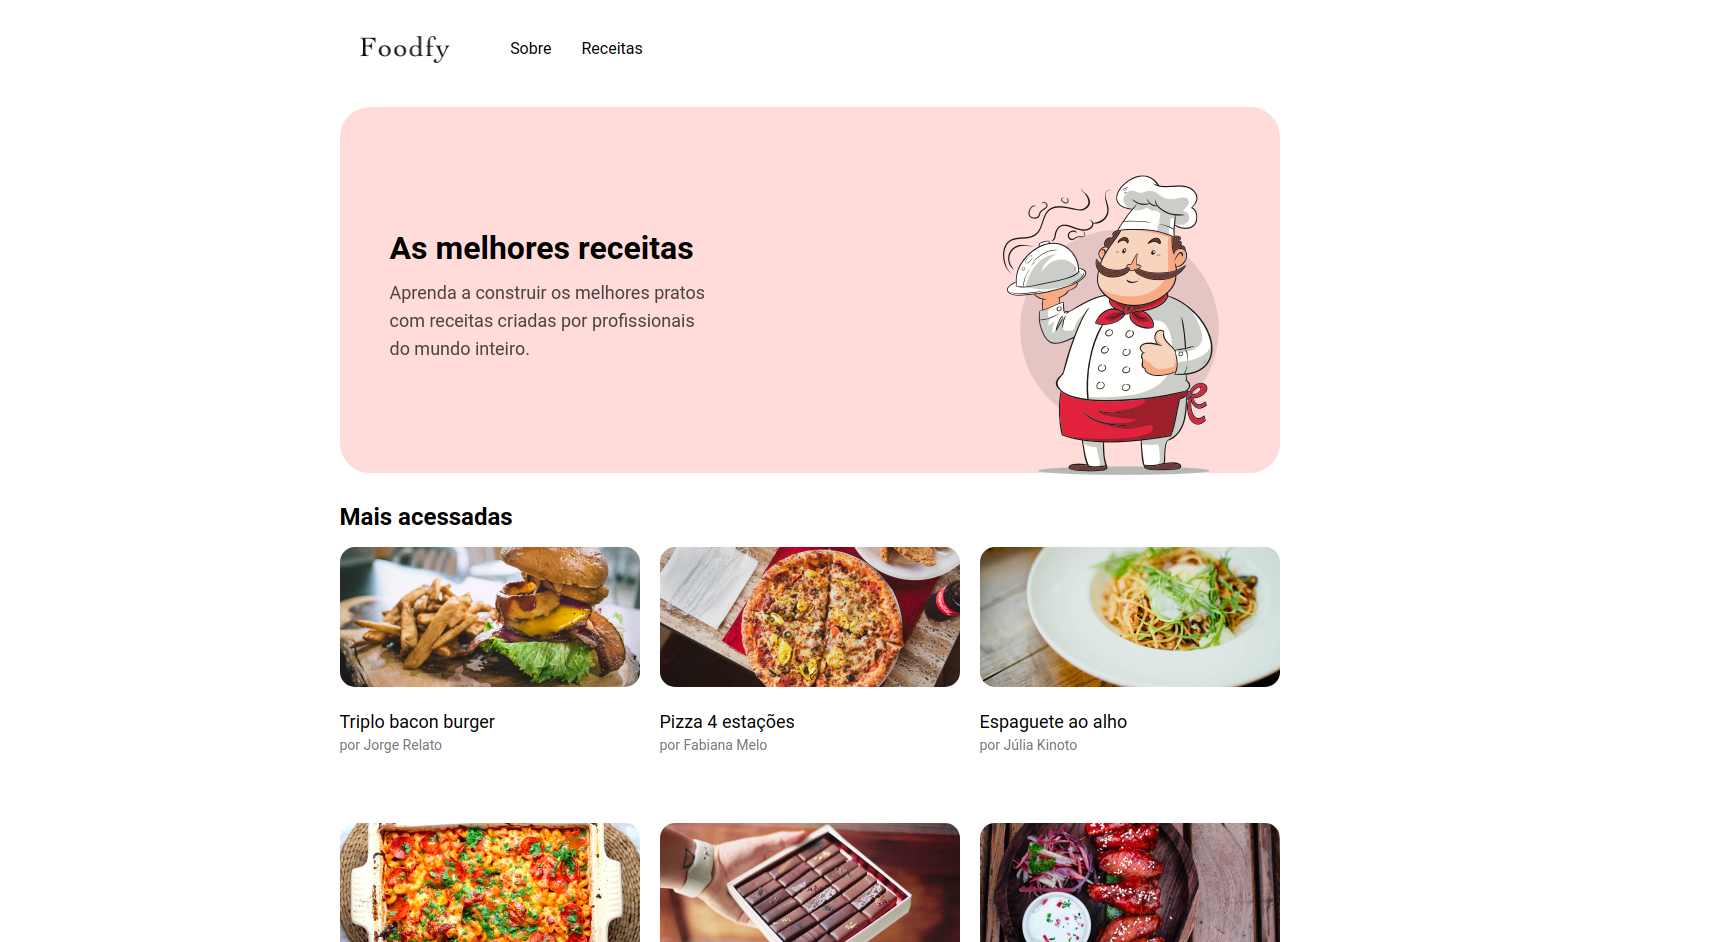 Foodfy
Sobre
Receitas
As melhores receitas
Aprenda a construir os melhores pratos
com receitas criadas por profissionais
do mundo inteiro.
Mais acessadas
Triplo bacon burger
por Jorge Relato
Pizza 4 estações
por Fabiana Melo
Espaguete ao alho
por Júlia Kinoto